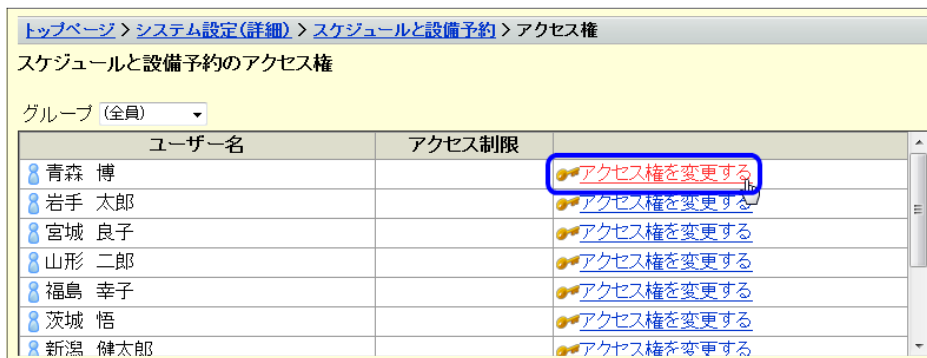 トップページ > システム設定(詳細) > スケジュールと設備予約 > アクセス権
スケジュールと設備予約のアクセス権
グループ (全員)
ユーザー名 アクセス制限
青森 博 アクセス権を変更する
岩手 太郎 アクセス権を変更する
宮城 良子 アクセス権を変更する
山形 二郎 アクセス権を変更する
福島 幸子 アクセス権を変更する
茨城 悟 アクセス権を変更する
新潟 健太郎 アクセス権を変更する